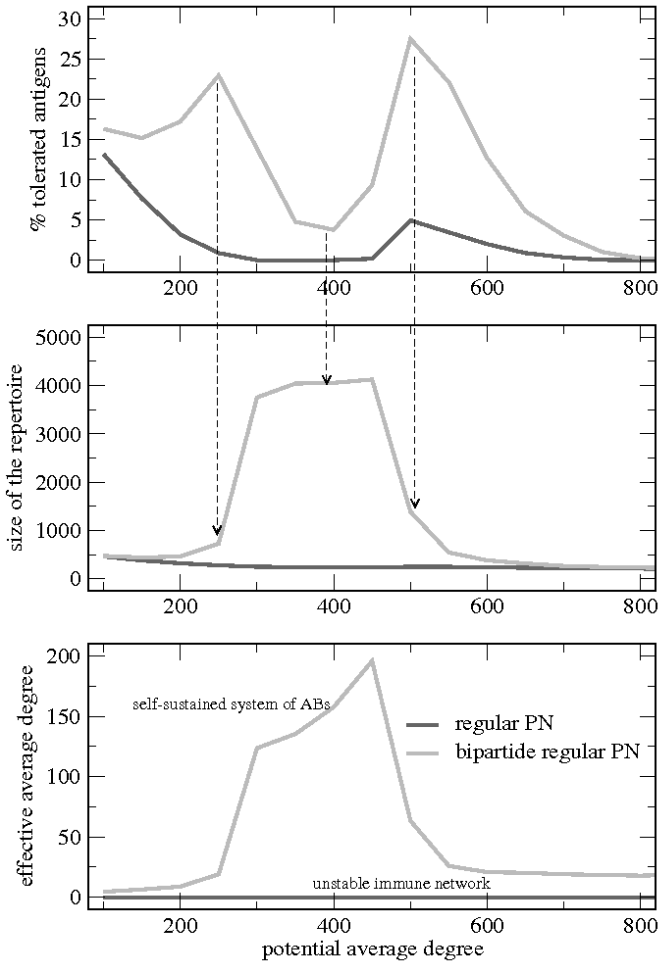 30
25
20
15
10
5
0
% tolerated antigens
200 400 600 800
5000
4000
3000
2000
1000
0
size of the repertoire
200 400 600 800
200
150
100
50
0
effective average degree
self-sustained system of ABs
regular PN
bipartide regular PN
unstable immune network
200 400 600 800
potential average degree